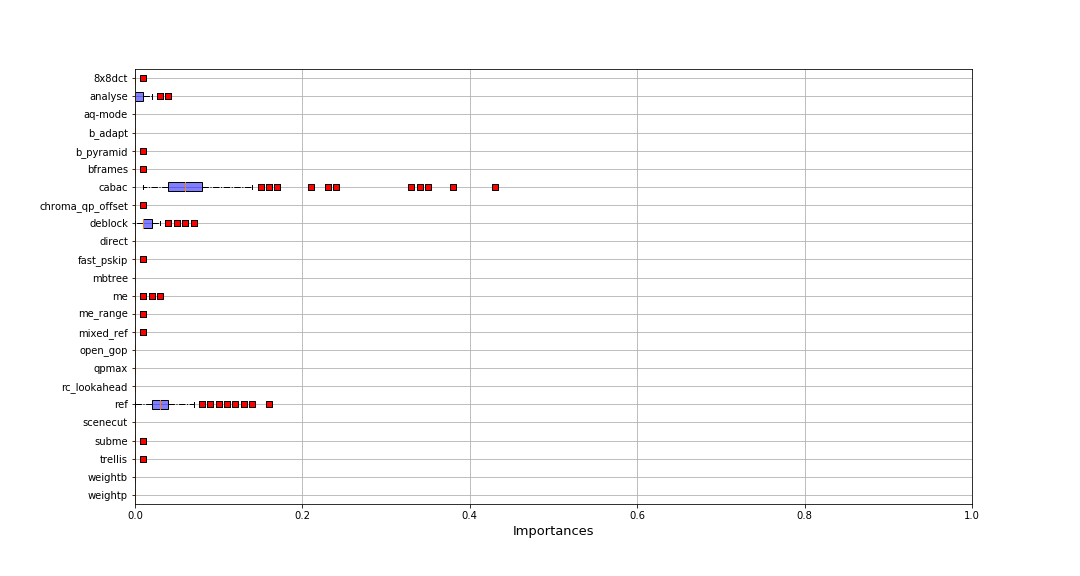 8x8dct
analyse
aq-mode
b_adapt
b_pyramid
bframes
cabac
chroma_qp_offset
deblock
direct
fast_pskip
mbtree
me
me_range
mixed_ref
open_gop
qpmax
rc_lookahead
ref
scenecut
subme
trellis
weightb
weightp
0.0 0.2 0.4 0.6 0.8 1.0
Importances